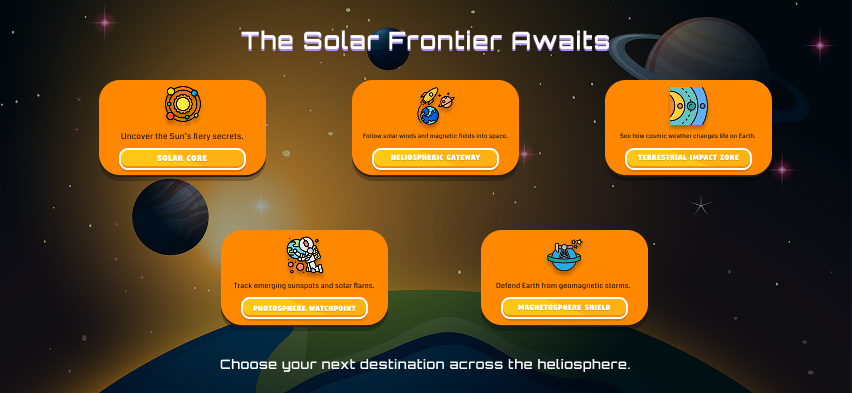 The Solar Frontier Awaits
Uncover the Sun's fiery secrets.
SOLAR CORE
Follow solar winds and magnetic fields into space.
HELIOSPHERIC GATEWAY
See how cosmic weather changes life on Earth.
TERRESTRIAL IMPACT ZONE
Track emerging sunspots and solar flares.
PHOTOSPHERE WATCHPOINT
Defend Earth from geomagnetic storms.
MAGNETOSPHERE SHIELD
Choose your next destination across the heliosphere.